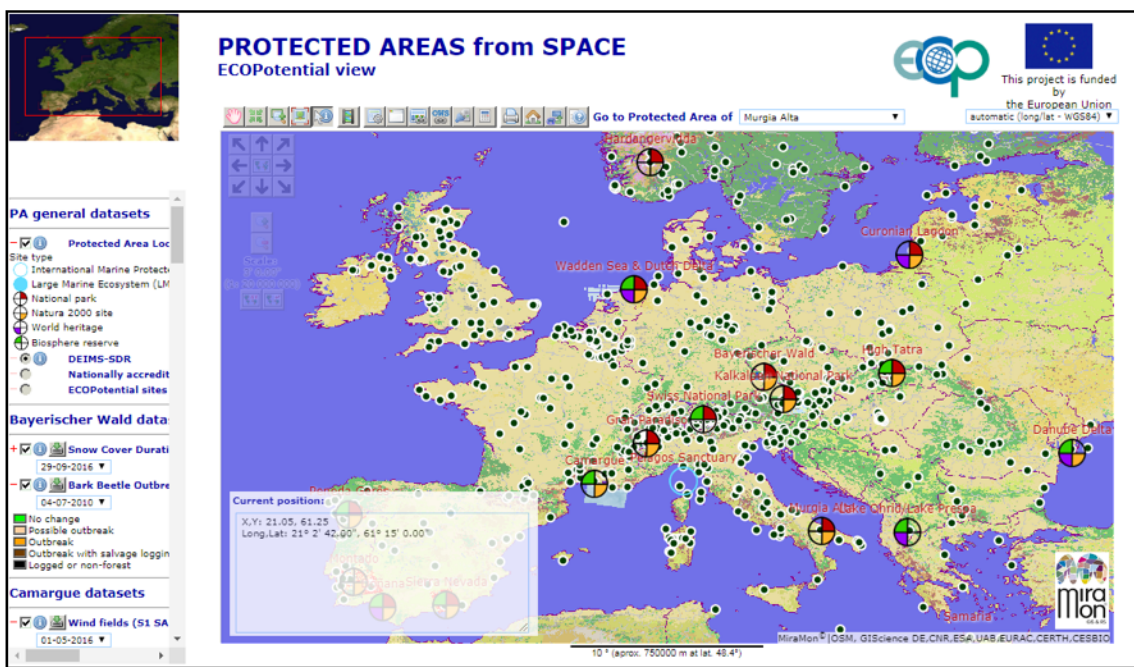 PROTECTED AREAS from SPACE
ECOPotential view
ecp
This project is funded
by
the European Union
Go to Protected Area of
Murgia Alta
automatic (long/lat - WGS84)
PA general datasets
Protected Area Loc
Site type
International Marine Protecte
Large Marine Ecosystem (LM
National park
Natura 2000 site
World heritage
Biosphere reserve
DEIMS-SDR
Nationally accredit
ECOPotential sites
Bayerischer Wald datas
Snow Cover Durati
29-09-2016
Bark Beetle Outbre
04-07-2010
No change
Possible outbreak
Outbreak
Outbreak with salvage loggin
Logged or non-forest
Camargue datasets
Wind fields (S1 SA
01-05-2016
Scale:
Hardangervidda
Curonian Lagoon
Wadden Sea & Dutch Delta
Bayerischer Wald
High Tatra
Kalkalpen National Park
Swiss National Park
Gran Paradiso
Danube Delta
Camargue
Pelagos Sanctuary
Murgia Alta
Lake Ohrid/Lake Prespa
Montado
Sierra Nevada
Samaria
Current position:
X,Y: 21.05, 61.25
Long,Lat: 21° 2' 42.00", 61° 15' 0.00"
Mira
Mon
MiraMon© |OSM, GIScience DE,CNR,ESA,UAB,EURAC,CERTH,CESBIO
10 ° (aprox. 750000 m at lat. 48.4°)